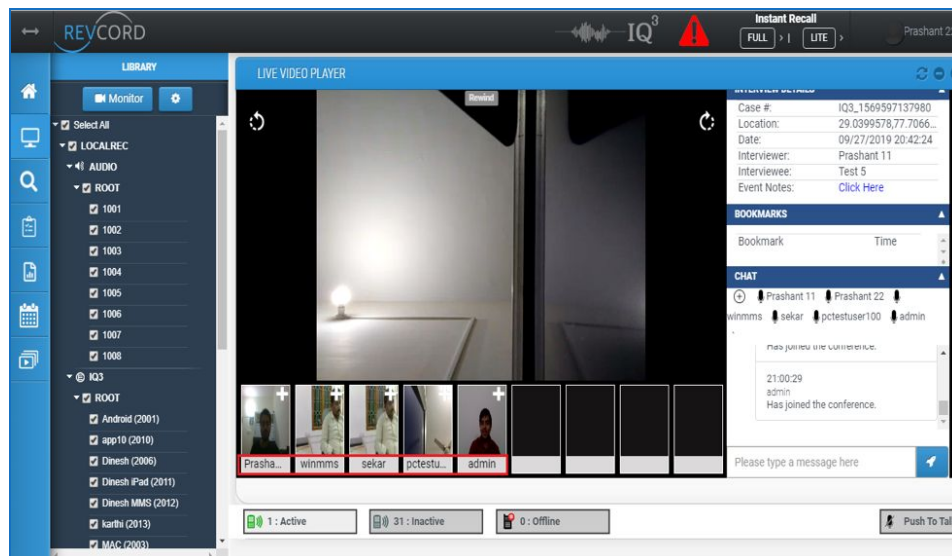 REVCORD
IQ3
Instant Recall
FULL > | LITE >
Prashant 22
LIBRARY
Monitor
Select All
LOCALREC
AUDIO
ROOT
1001
1002
1003
1004
1005
1006
1007
1008
IQ3
ROOT
Android (2001)
app10 (2010)
Dinesh (2006)
Dinesh iPad (2011)
Dinesh MMS (2012)
karthi (2013)
MAC (2003)
LIVE VIDEO PLAYER
Rewind
Prasha...
winmms
sekar
pctestu...
admin
INTERVIEW DETAILS
Case #: IQ3_1569597137980
Location: 29.0399578,77.7066...
Date: 09/27/2019 20:42:24
Interviewer: Prashant 11
Interviewee: Test 5
Event Notes: Click Here
BOOKMARKS
Bookmark Time
CHAT
Prashant 11 Prashant 22
winmms sekar pctestuser100 admin
Has joined the conference.
21:00:29
admin
Has joined the conference.
Please type a message here
1 : Active
31 : Inactive
0 : Offline
Push To Tal